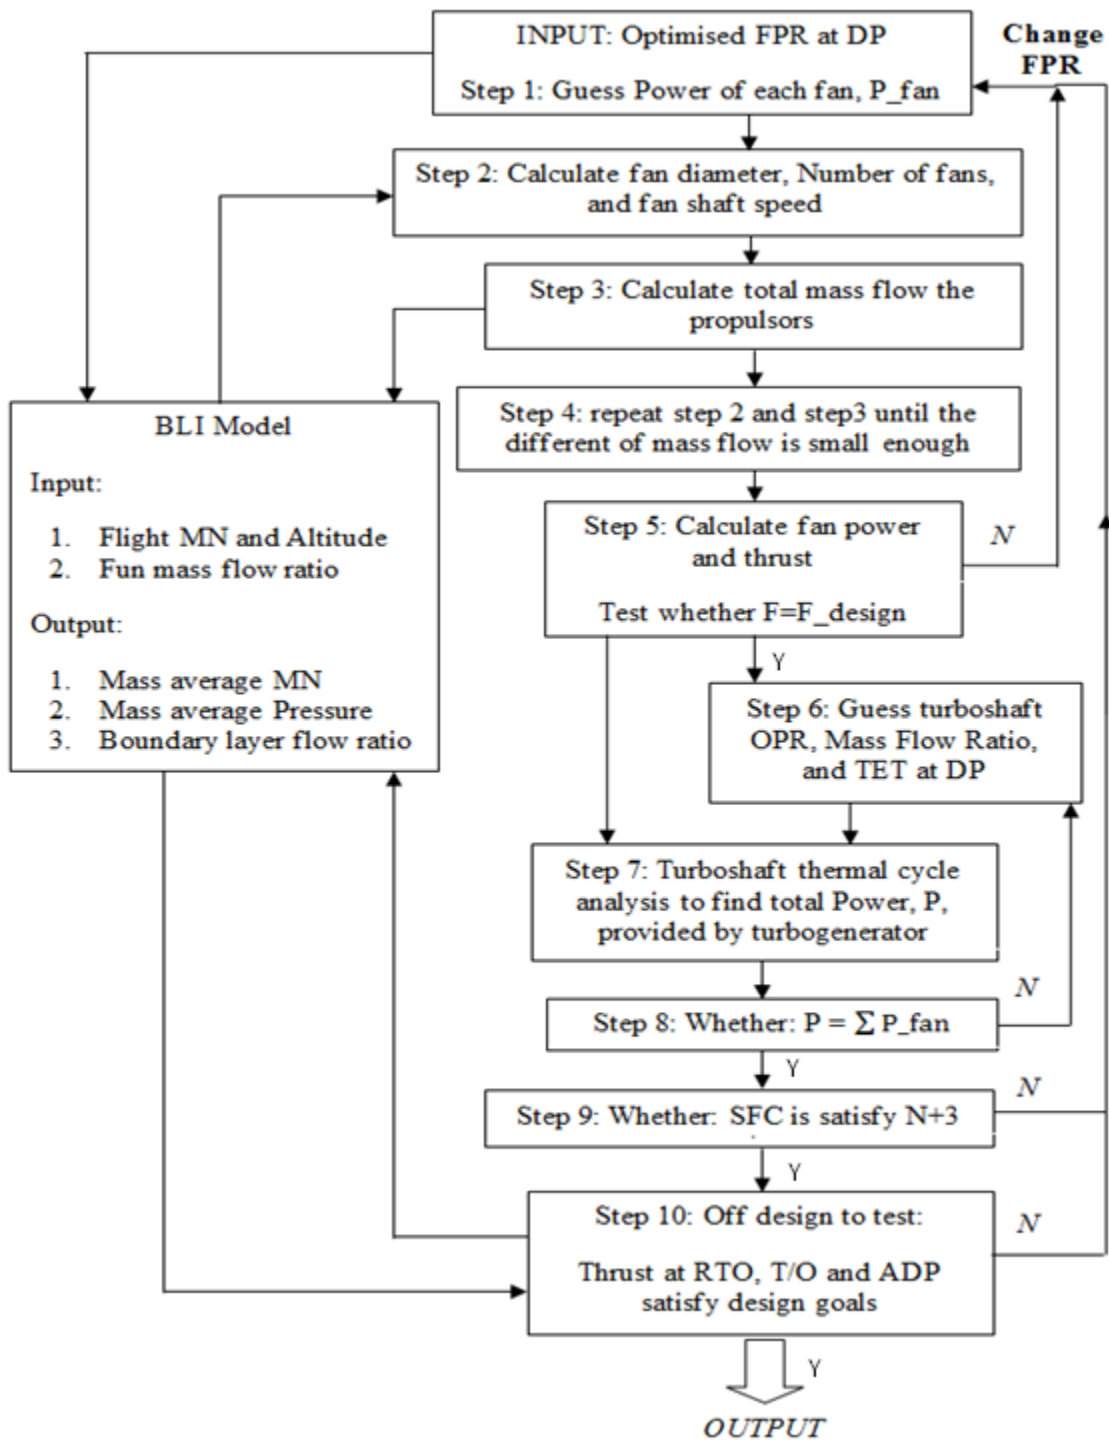 INPUT: Optimised FPR at DP
Step 1: Guess Power of each fan, P_fan
Change
FPR
Step 2: Calculate fan diameter, Number of fans,
and fan shaft speed
Step 3: Calculate total mass flow the
propulsors
Step 4: repeat step 2 and step3 until the
different of mass flow is small enough
BLI Model
Input:
1. Flight MN and Altitude
2. Fun mass flow ratio
Output:
1. Mass average MN
2. Mass average Pressure
3. Boundary layer flow ratio
Step 5: Calculate fan power
and thrust
Test whether F=F_design
N
Y
Step 6: Guess turboshaft
OPR, Mass Flow Ratio,
and TET at DP
Step 7: Turboshaft thermal cycle
analysis to find total Power, P,
provided by turbogenerator
N
Step 8: Whether: P = ∑ P_fan
Y
N
Step 9: Whether: SFC is satisfy N+3
Y
Step 10: Off design to test:
N
Thrust at RTO, T/O and ADP
satisfy design goals
Y
OUTPUT